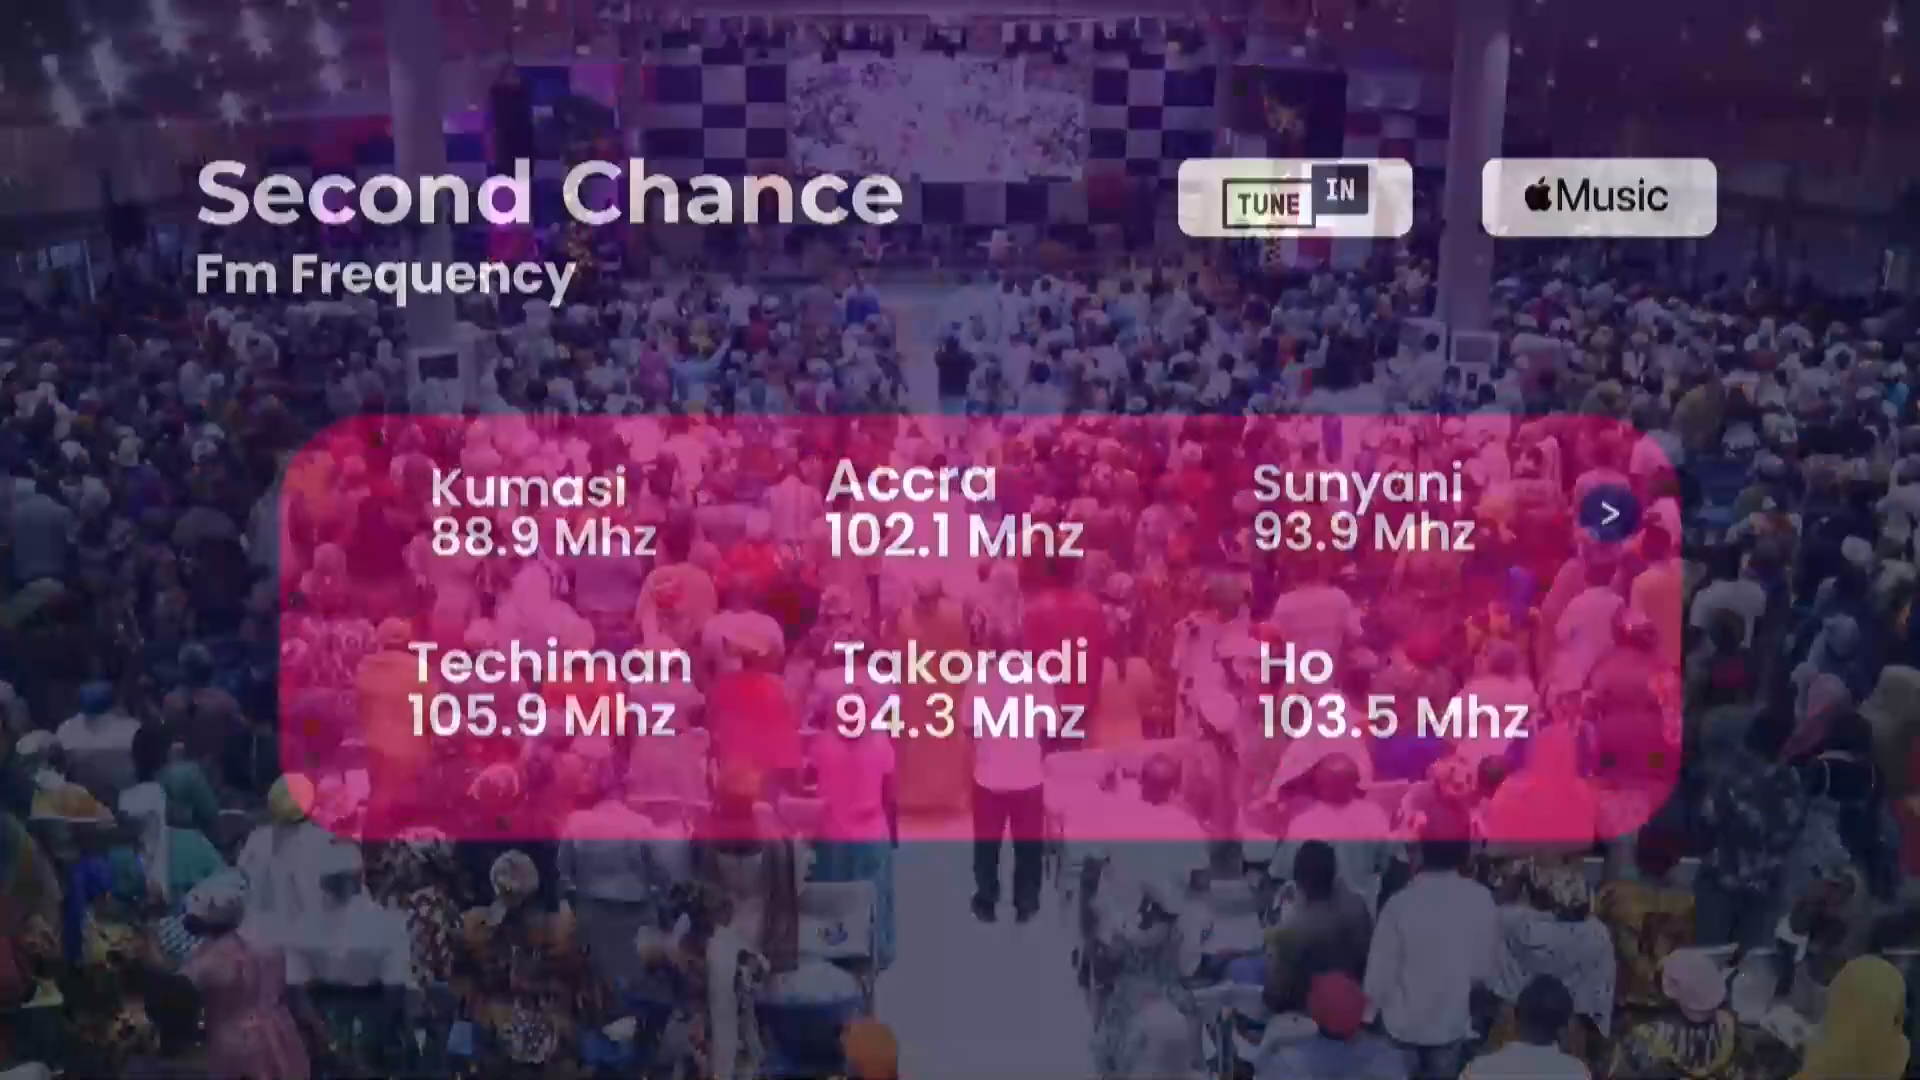 Second Chance
Fm Frequency
TUNE IN
Music
Kumasi
88.9 Mhz
Accra
102.1 Mhz
Sunyani
93.9 Mhz
>
Techiman
105.9 Mhz
Takoradi
94.3 Mhz
Ho
103.5 Mhz